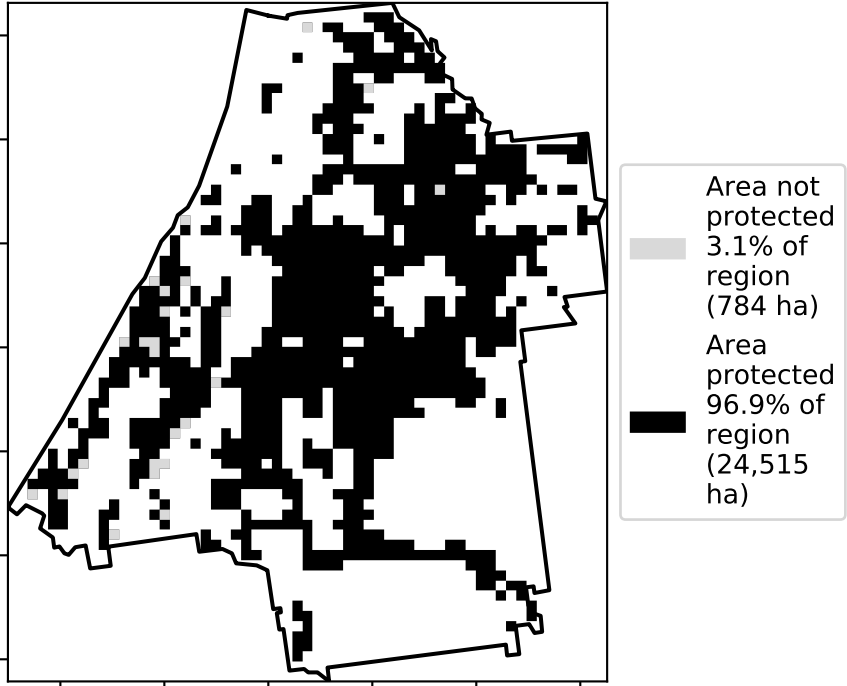 Area not
protected
3.1% of
region
(784 ha)
Area
protected
96.9% of
region
(24,515
ha)